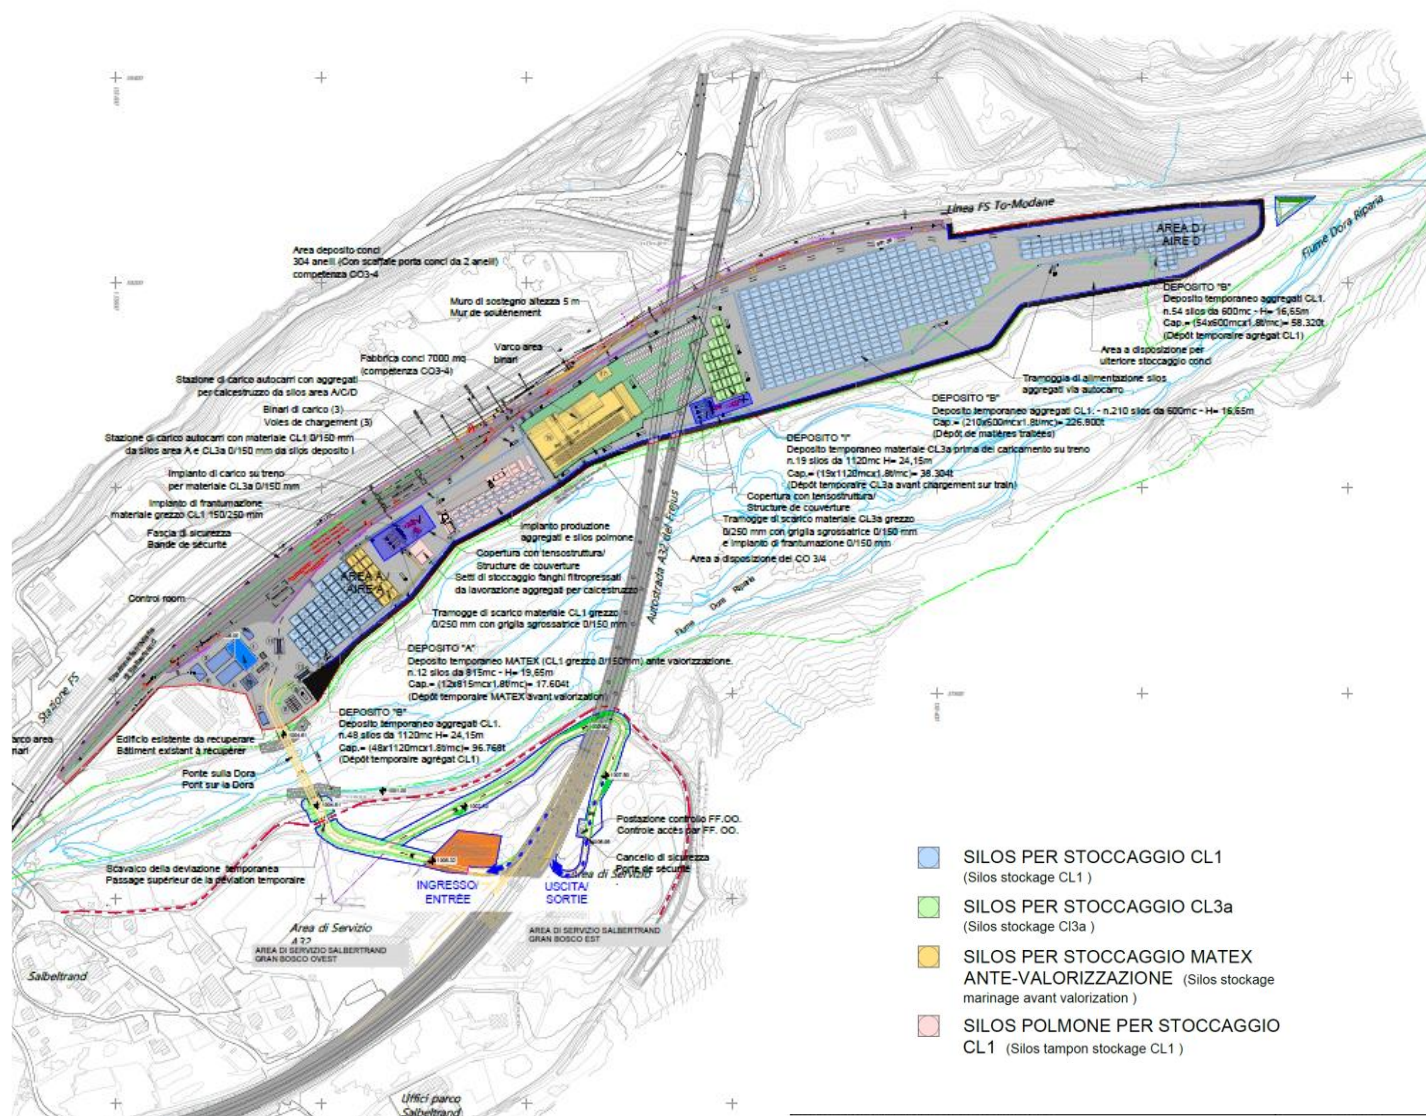 Linea FS To-Modane
Fiume Dora Riparia
AREA D /
AIRE D
Area deposito conci
304 anelli (Con scaffale porta conci da 2 anelli)
competenza CO3-4
Muro di sostegno altezza 5 m
Mur de soutènement
Varco area
binari
Fabbrica conci 7000 mq
(competenza CO3-4)
Stazione di carico autocarri con aggregati
per calcestruzzo da silos area A/C/D
Binari di carico (3)
Voies de chargement (3)
Stazione di carico autocarri con materiale CL1 0/150 mm
da silos area A e CL3a 0/150 mm da silos deposito I
Impianto di carico su treno
per materiale CL3a 0/150 mm
Impianto di frantumazione
materiale grezzo CL1 150/250 mm
Fascia di sicurezza
Bande de sécurité
Control room
DEPOSITO "B"
Deposito temporaneo aggregati CL1.
n.54 silos da 600mc - H= 16,65m
Cap.= (54x600mcx1.8t/mc)= 58.320t
(Dépôt temporaire agrégat CL1)
Area a disposizione per
ulteriore stoccaggio conci
Tramoggia di alimentazione silos
aggregati via autocarro
DEPOSITO "B"
Deposito temporaneo aggregati CL1. - n.210 silos da 600mc - H= 16,65m
Cap.= (210x600mcx1.8t/mc)= 226.800t
(Dépôt de matières traitées)
DEPOSITO "I"
Deposito temporaneo materiale CL3a prima del caricamento su treno
n.19 silos da 1120mc H= 24,15m
Cap.= (19x1120mcx1.8t/mc)= 38.304t
(Dépôt temporaire CL3a avant chargement sur train)
Copertura con tensostruttura/
Structure de couverture
Tramogge di scarico materiale CL3a grezzo
0/250 mm con griglia sgrossatrice 0/150 mm
e impianto di frantumazione 0/150 mm
Area a disposizione del CO 3/4
Impianto produzione
aggregati e silos polmone
Copertura con tensostruttura/
Structure de couverture
Setti di stoccaggio fanghi filtropressati
da lavorazione aggregati per calcestruzzo
Tramogge di scarico materiale CL1 grezzo
0/250 mm con griglia sgrossatrice 0/150 mm
AREA A /
AIRE A
Autostrada A32 del Frejus
Fiume Dora Riparia
DEPOSITO "A"
Deposito temporaneo MATEX (CL1 grezzo 0/150mm) ante valorizzazione.
n.12 silos da 815mc - H= 19,65m
Cap.= (12x815mcx1.8t/mc)= 17.604t
(Dépôt temporaire MATEX avant valorization)
DEPOSITO "B"
Deposito temporaneo aggregati CL1.
n.48 silos da 1120mc H= 24,15m
Cap.= (48x1120mcx1.8t/mc)= 96.768t
(Dépôt temporaire agrégat CL1)
Stazione FS
arco area
nari
Edificio esistente da recuperare
Bâtiment existant à récupérer
Ponte sulla Dora
Pont sur la Dora
Postazione controllo FF.OO.
Controle accès par FF. OO.
Cancello di sicurezza
Porte de sécurité
Area di Servizio
Scavalco della deviazione temporanea
Passage supérieur de la déviation temporaire
INGRESSO/
ENTRÉE
USCITA/
SORTIE
Area di Servizio
A32
AREA DI SERVIZIO SALBERTRAND
GRAN BOSCO OVEST
AREA DI SERVIZIO SALBERTRAND
GRAN BOSCO EST
Salbeltrand
Uffici parco
Salbeltrand
SILOS PER STOCCAGGIO CL1
(Silos stockage CL1 )
SILOS PER STOCCAGGIO CL3a
(Silos stockage Cl3a )
SILOS PER STOCCAGGIO MATEX
ANTE-VALORIZZAZIONE (Silos stockage
marinage avant valorization )
SILOS POLMONE PER STOCCAGGIO
CL1 (Silos tampon stockage CL1 )